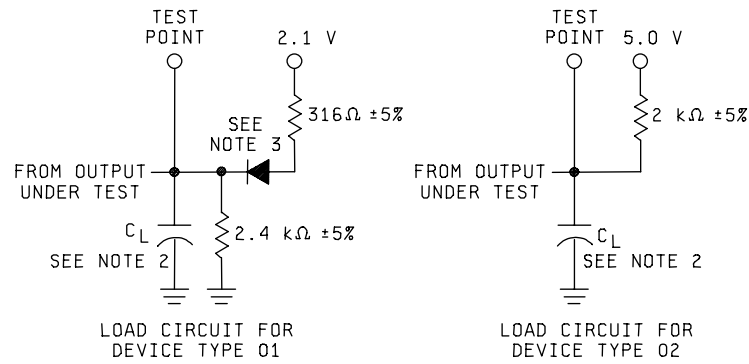 TEST
POINT
2.1 V
316Ω ±5%
SEE
NOTE 3
FROM OUTPUT
UNDER TEST
CL
2.4 kΩ ±5%
SEE NOTE 2
LOAD CIRCUIT FOR
DEVICE TYPE 01
TEST
POINT
5.0 V
2 kΩ ±5%
FROM OUTPUT
UNDER TEST
CL
SEE NOTE 2
LOAD CIRCUIT FOR
DEVICE TYPE 02